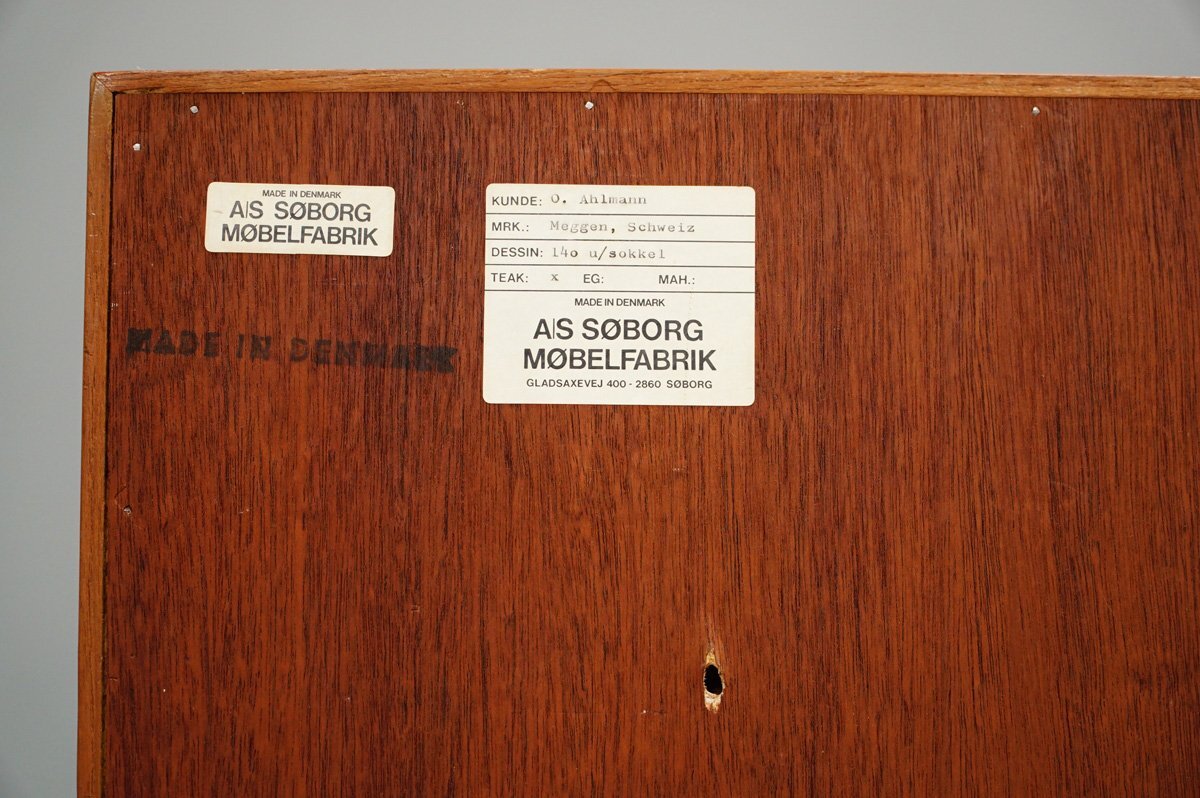 MADE IN DENMARK
A|S SØBORG
MØBELFABRIK
MADE IN DENMARK
KUNDE: O. Ahlmann
MRK.: Meggen, Schweiz
DESSIN: 14o u/sokkel
TEAK: x EG: MAH.:
MADE IN DENMARK
A|S SØBORG
MØBELFABRIK
GLADSAXEVEJ 400 - 2860 SØBORG